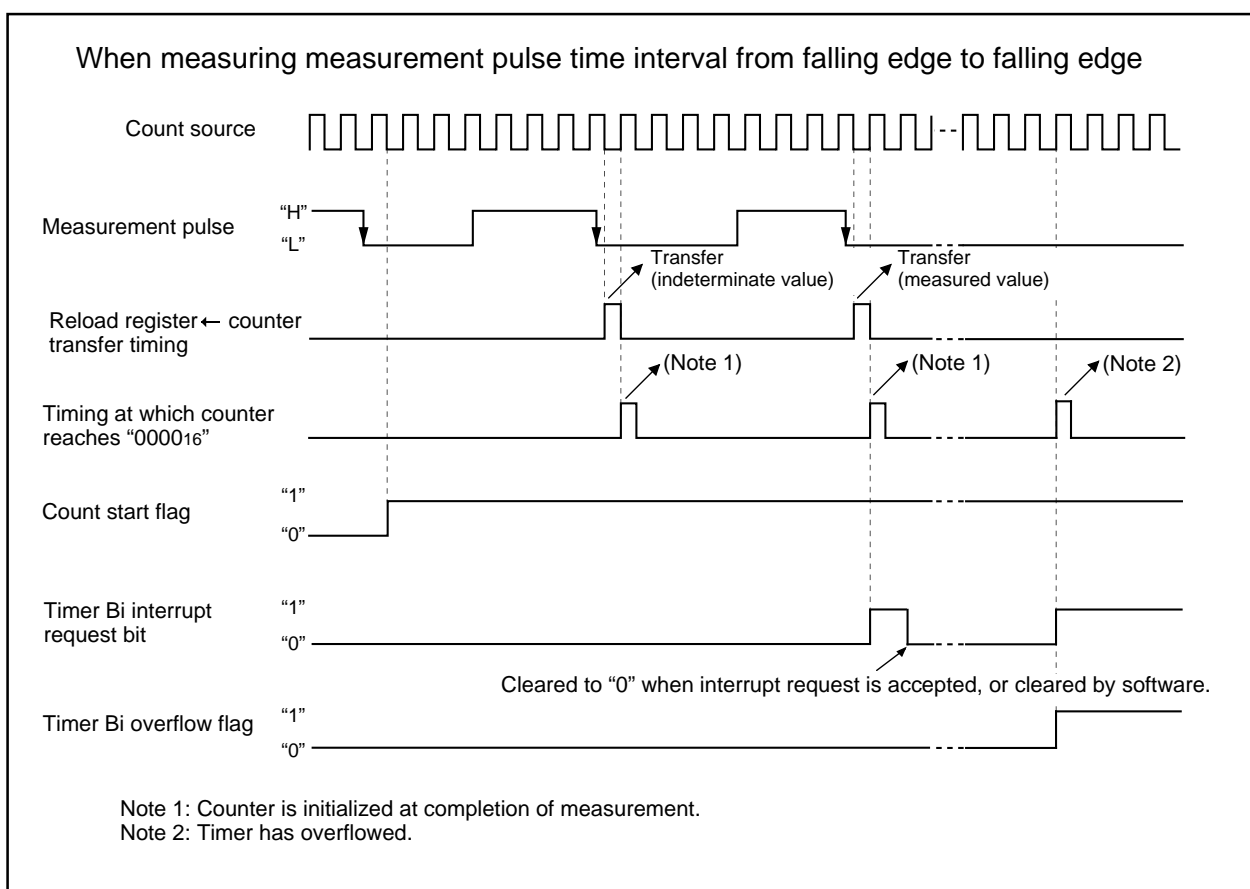 When measuring measurement pulse time interval from falling edge to falling edge
Count source
Measurement pulse
“H”
“L”
Transfer
(indeterminate value)
Transfer
(measured value)
Reload register ← counter
transfer timing
(Note 1)
(Note 1)
(Note 2)
Timing at which counter
reaches “000016”
Count start flag
“1”
“0”
Timer Bi interrupt
request bit
“1”
“0”
Cleared to “0” when interrupt request is accepted, or cleared by software.
Timer Bi overflow flag
“1”
“0”
Note 1: Counter is initialized at completion of measurement.
Note 2: Timer has overflowed.